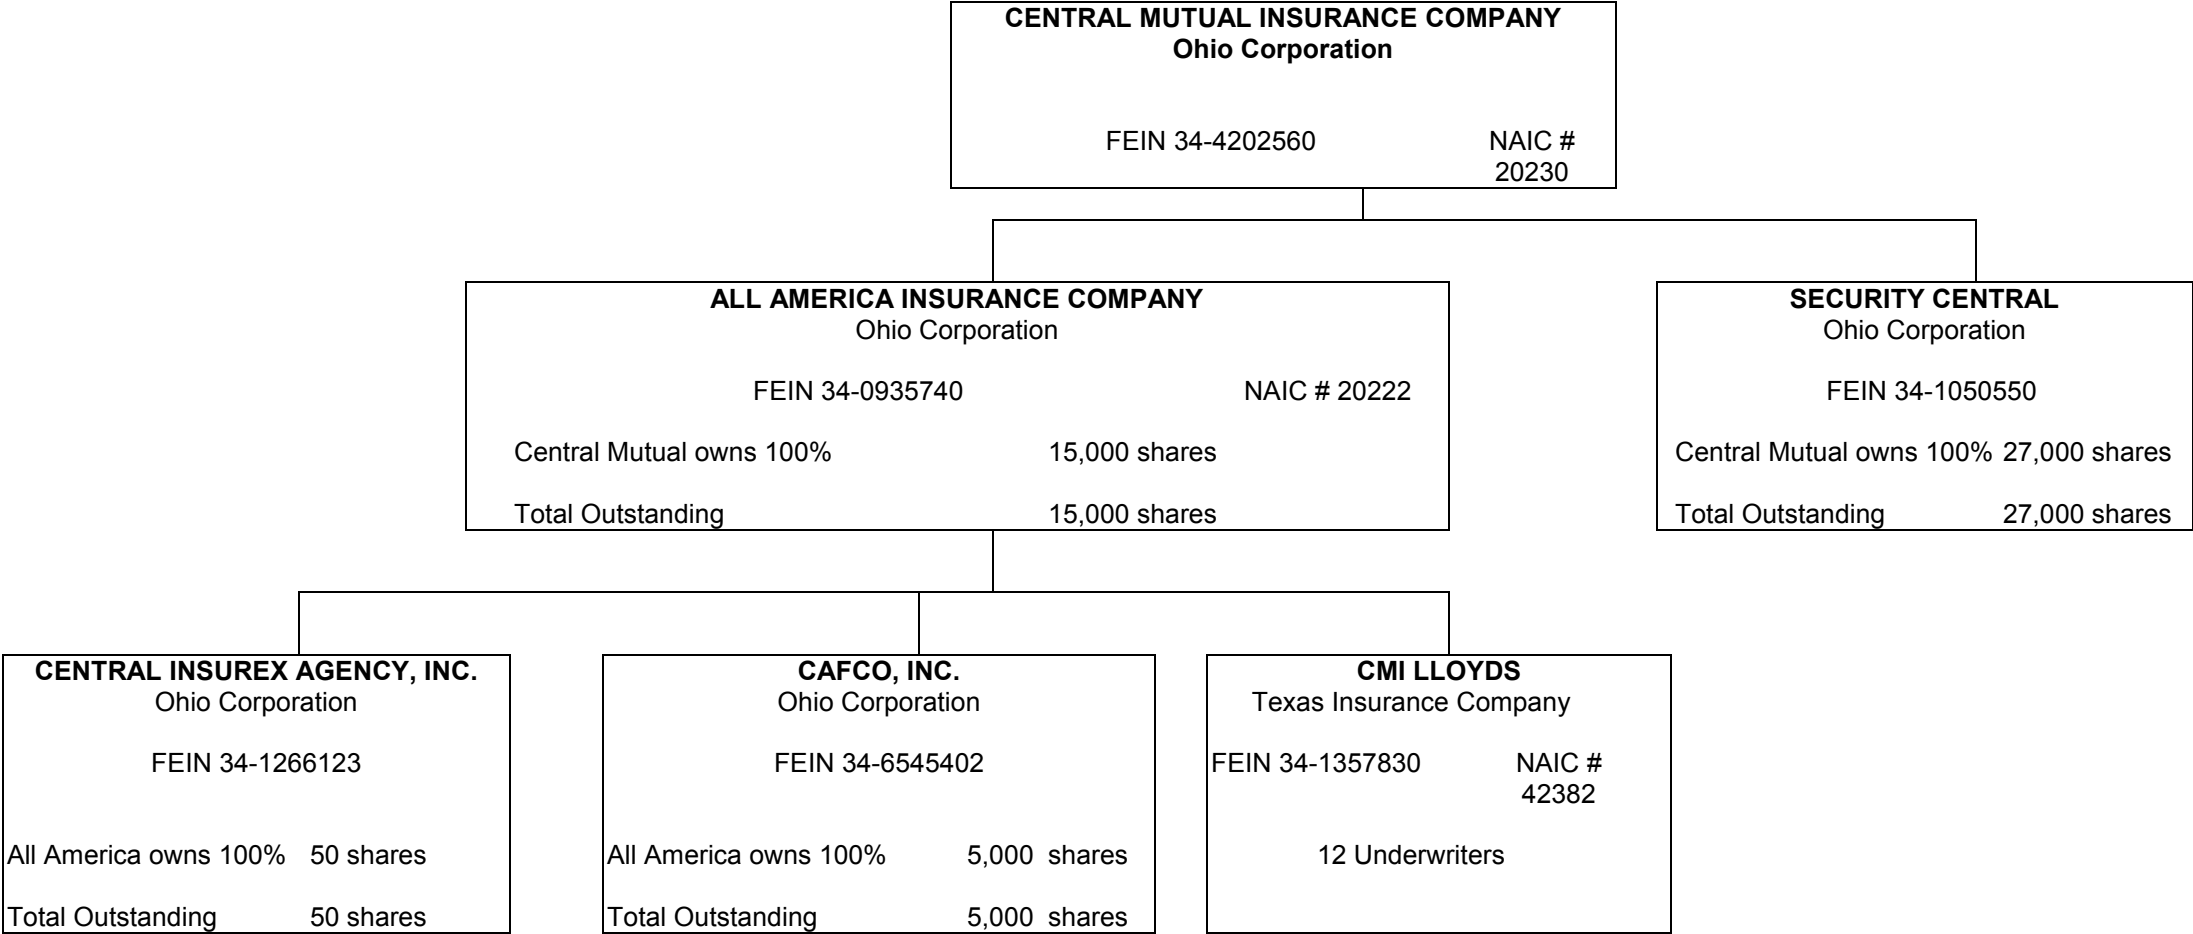 CENTRAL MUTUAL INSURANCE COMPANY
Ohio Corporation
FEIN 34-4202560 NAIC #
20230
ALL AMERICA INSURANCE COMPANY
Ohio Corporation
FEIN 34-0935740 NAIC # 20222
Central Mutual owns 100% 15,000 shares
Total Outstanding 15,000 shares
SECURITY CENTRAL
Ohio Corporation
FEIN 34-1050550
Central Mutual owns 100% 27,000 shares
Total Outstanding 27,000 shares
CENTRAL INSUREX AGENCY, INC.
Ohio Corporation
FEIN 34-1266123
All America owns 100% 50 shares
Total Outstanding 50 shares
CAFCO, INC.
Ohio Corporation
FEIN 34-6545402
All America owns 100% 5,000 shares
Total Outstanding 5,000 shares
CMI LLOYDS
Texas Insurance Company
FEIN 34-1357830 NAIC #
42382
12 Underwriters